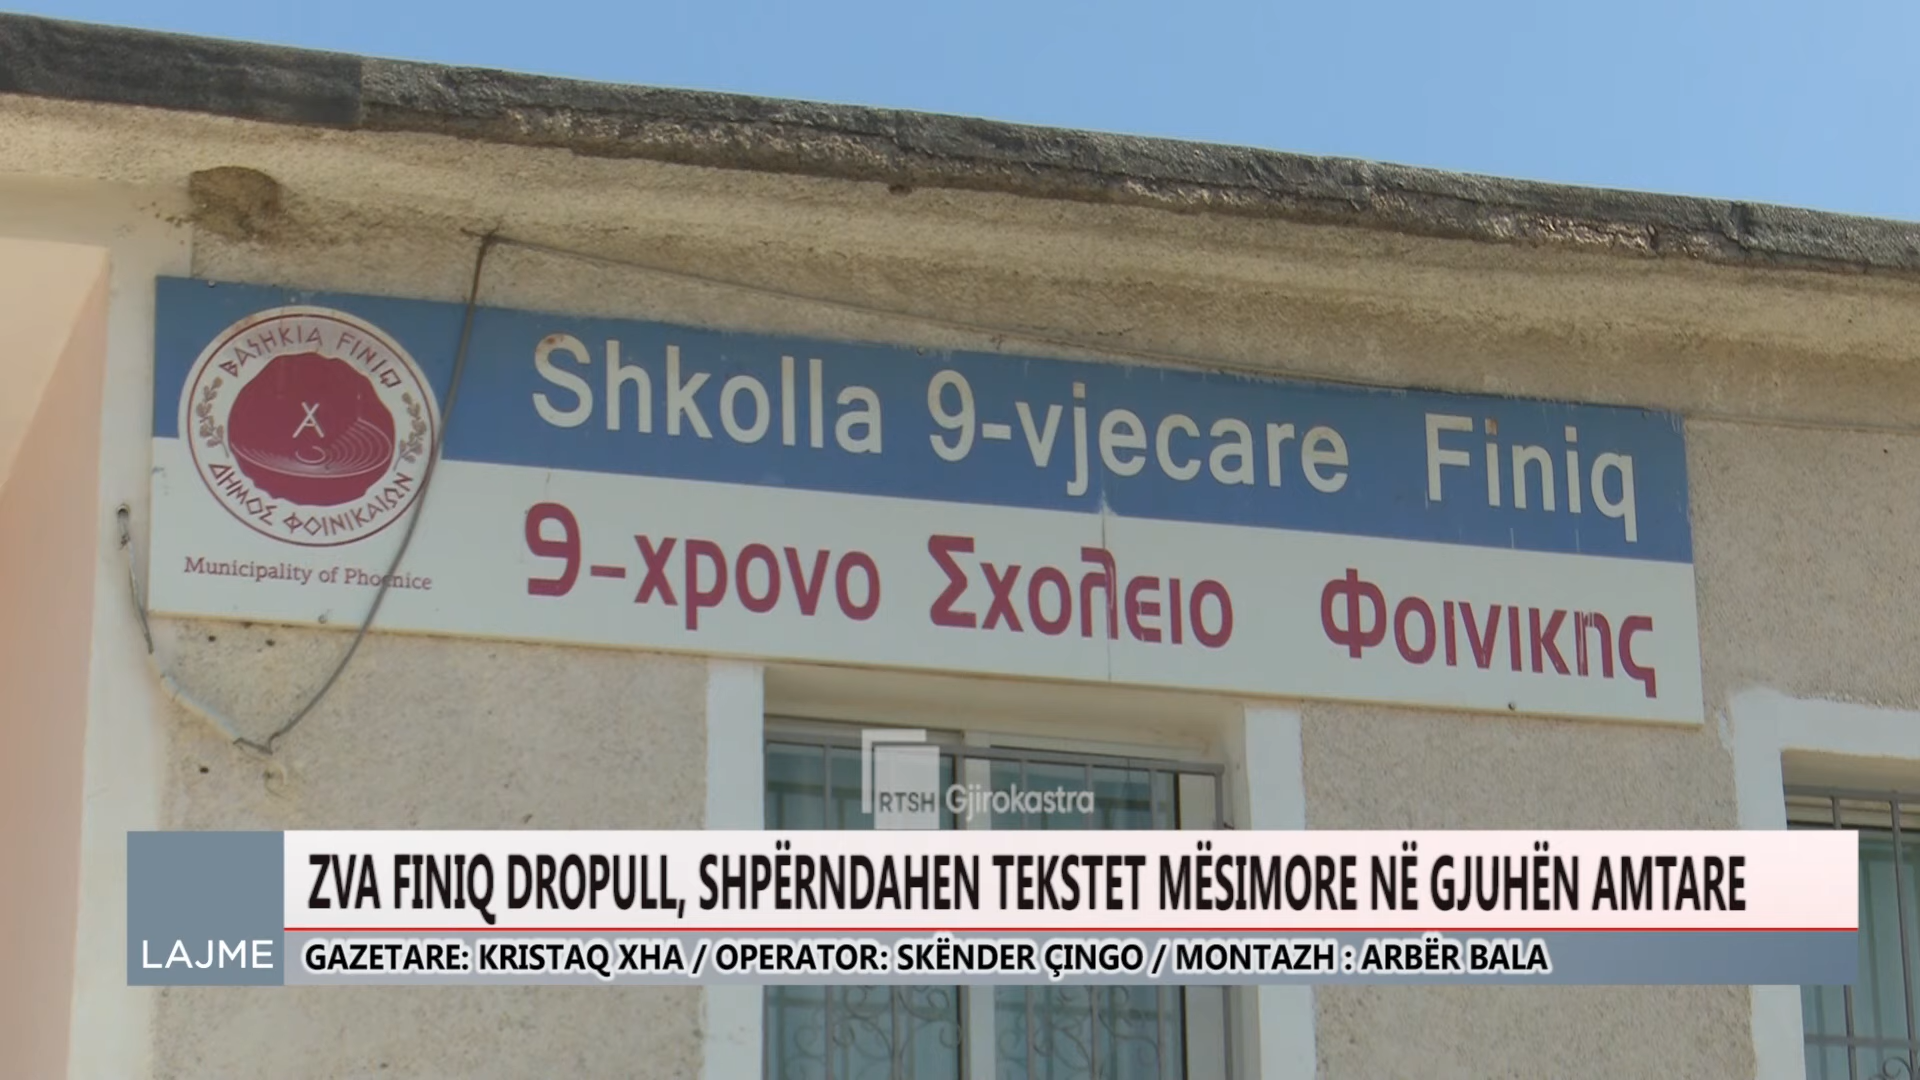 BASHKIA FINIQ
ΔΗΜΟΣ ΦΟΙΝΙΚΑΙΩΝ
Municipality of Phoenice
Shkolla 9-vjecare Finiq
9-χρονο Σχολειο Φοινικης
RTSH Gjirokastra
LAJME
ZVA FINIQ DROPULL, SHPËRNDAHEN TEKSTET MËSIMORE NË GJUHËN AMTARE
GAZETARE: KRISTAQ XHA / OPERATOR: SKËNDER ÇINGO / MONTAZH : ARBËR BALA